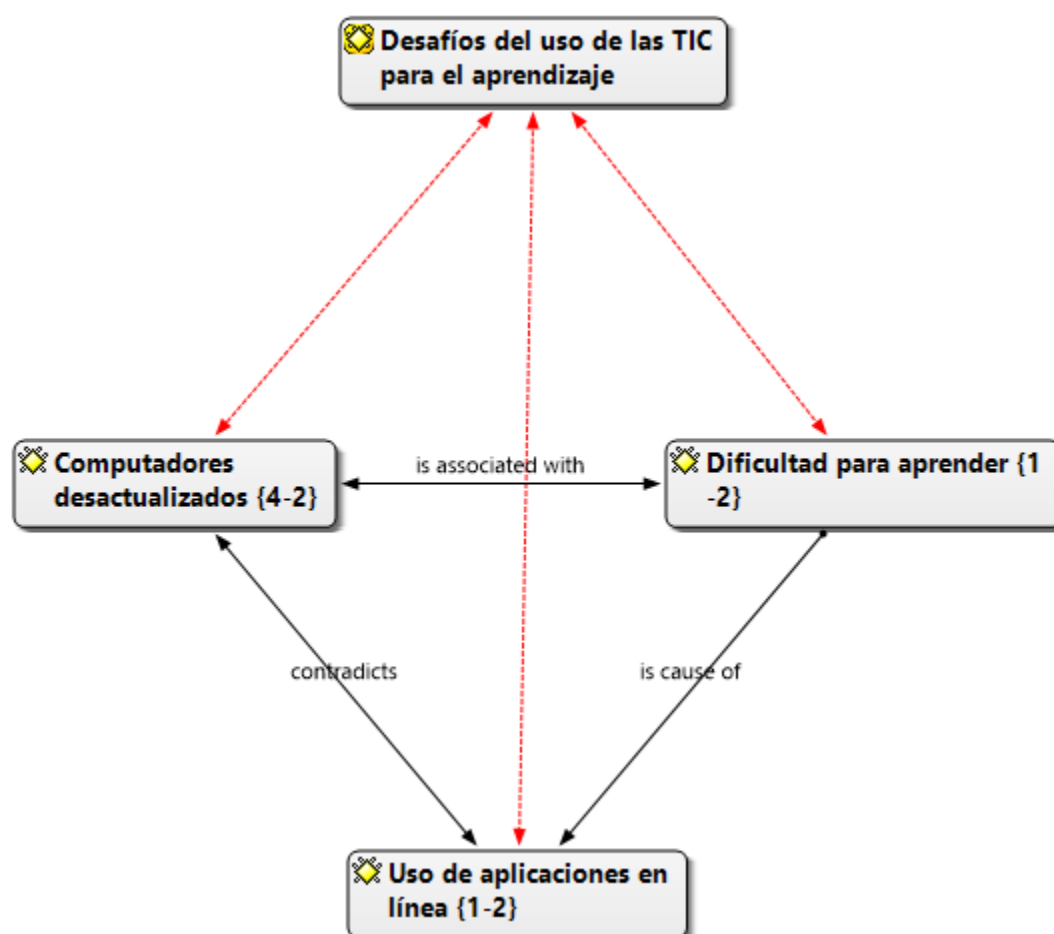 Desafíos del uso de las TIC
para el aprendizaje
Computadores
desactualizados {4-2}
is associated with
Dificultad para aprender {1
-2}
contradicts
is cause of
Uso de aplicaciones en
línea {1-2}